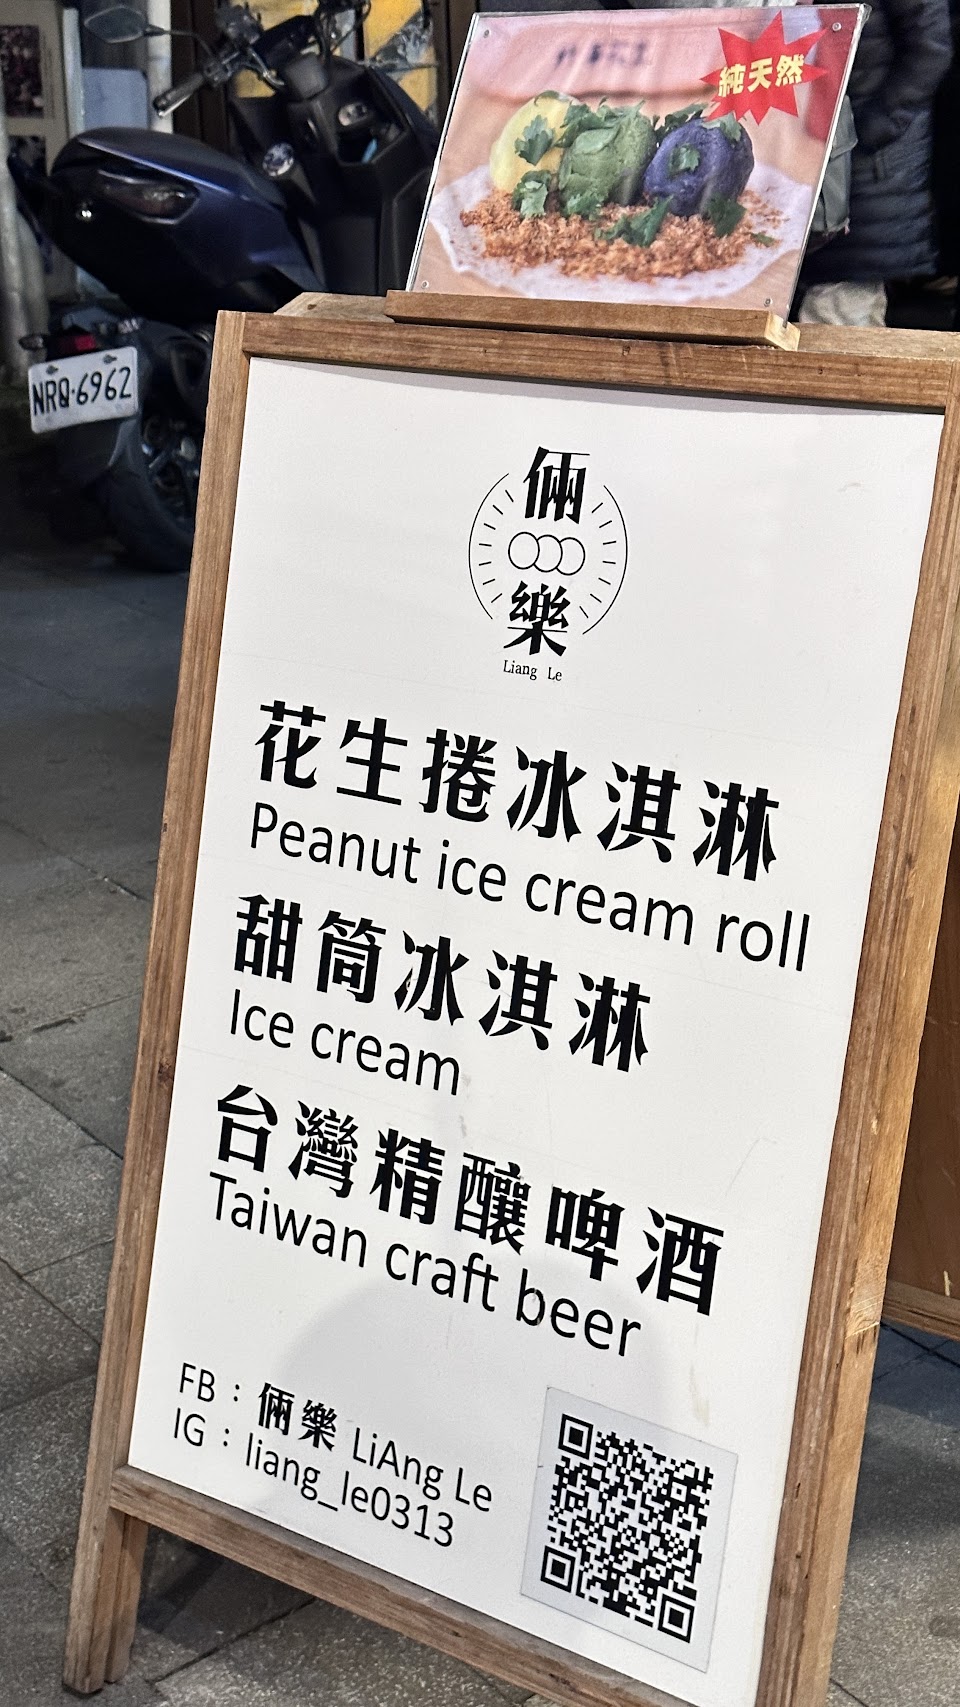 純天然
NRQ-6962
倆
樂
Liang Le
花生捲冰淇淋
Peanut ice cream roll
甜筒冰淇淋
Ice cream
台灣精釀啤酒
Taiwan craft beer
FB：倆樂 LiAng Le
IG：liang_le0313